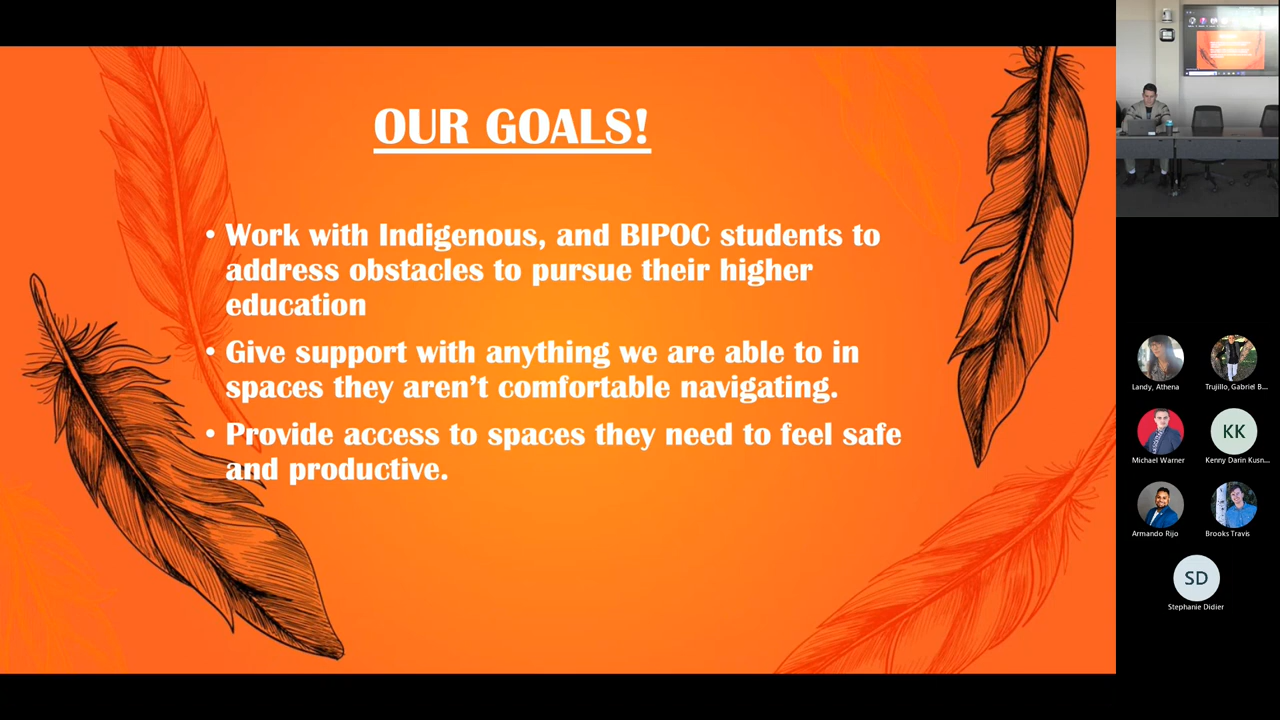 OUR GOALS!
• Work with Indigenous, and BIPOC students to
address obstacles to pursue their higher
education
• Give support with anything we are able to in
spaces they aren't comfortable navigating.
• Provide access to spaces they need to feel safe
and productive.
Landy, Athena
Trujillo, Gabriel B...
Michael Warner
KK
Kenny Darin Kusn...
Armando Rijo
Brooks Travis
SD
Stephanie Didier